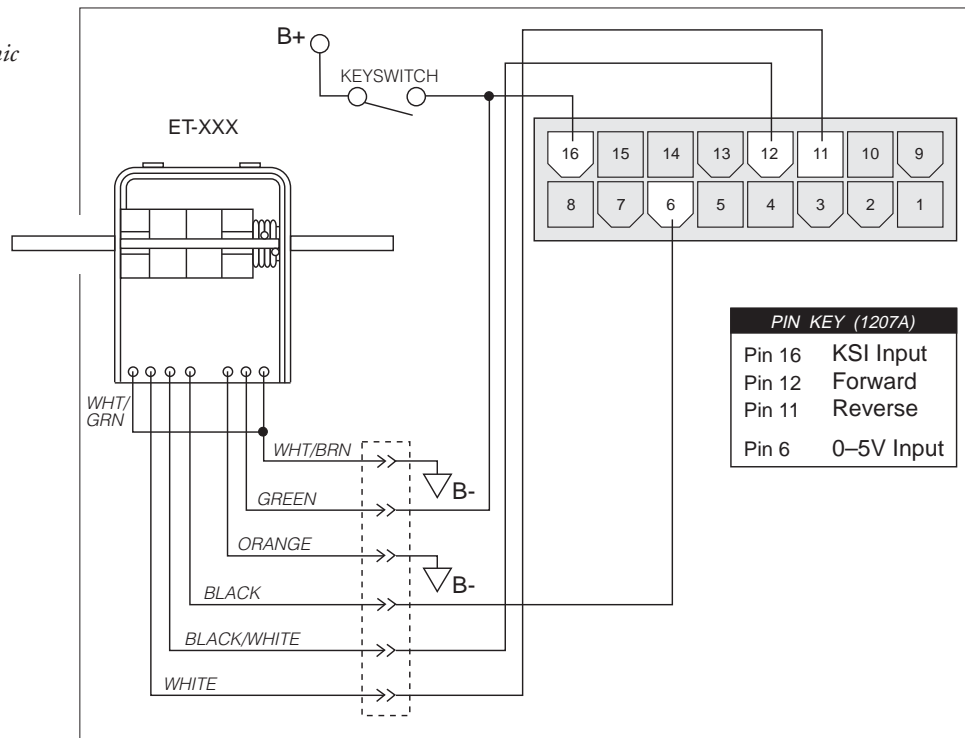 nic
B+
KEYSWITCH
ET-XXX
16 15 14 13 12 11 10 9
8 7 6 5 4 3 2 1
PIN KEY (1207A)
Pin 16 KSI Input
Pin 12 Forward
Pin 11 Reverse
Pin 6 0–5V Input
WHT/
GRN
WHT/BRN
B-
GREEN
ORANGE
B-
BLACK
BLACK/WHITE
WHITE